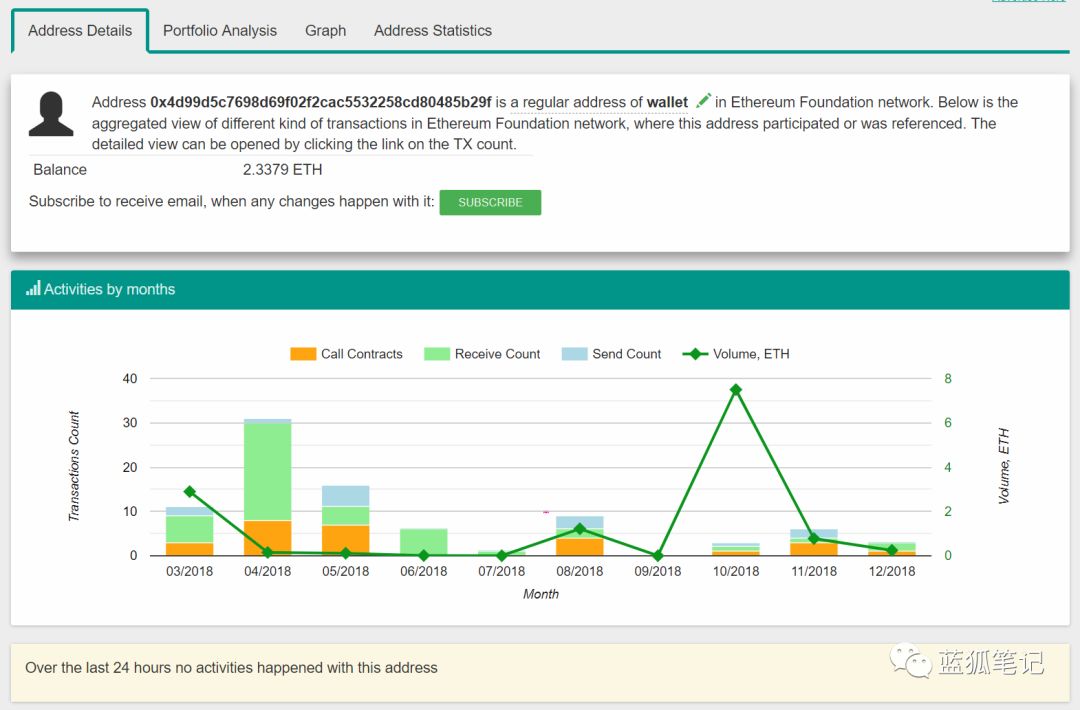 Address Details
Portfolio Analysis
Graph
Address Statistics
Address 0x4d99d5c7698d69f02f2cac5532258cd80485b29f is a regular address of wallet in Ethereum Foundation network. Below is the
aggregated view of different kind of transactions in Ethereum Foundation network, where this address participated or was referenced. The
detailed view can be opened by clicking the link on the TX count.
Balance 2.3379 ETH
Subscribe to receive email, when any changes happen with it: SUBSCRIBE
Activities by months
Call Contracts Receive Count Send Count Volume, ETH
Transactions Count
40 8
30 6
20 4
10 2
0 0
Volume, ETH
03/2018 04/2018 05/2018 06/2018 07/2018 08/2018 09/2018 10/2018 11/2018 12/2018
Month
Over the last 24 hours no activities happened with this address
蓝狐笔记